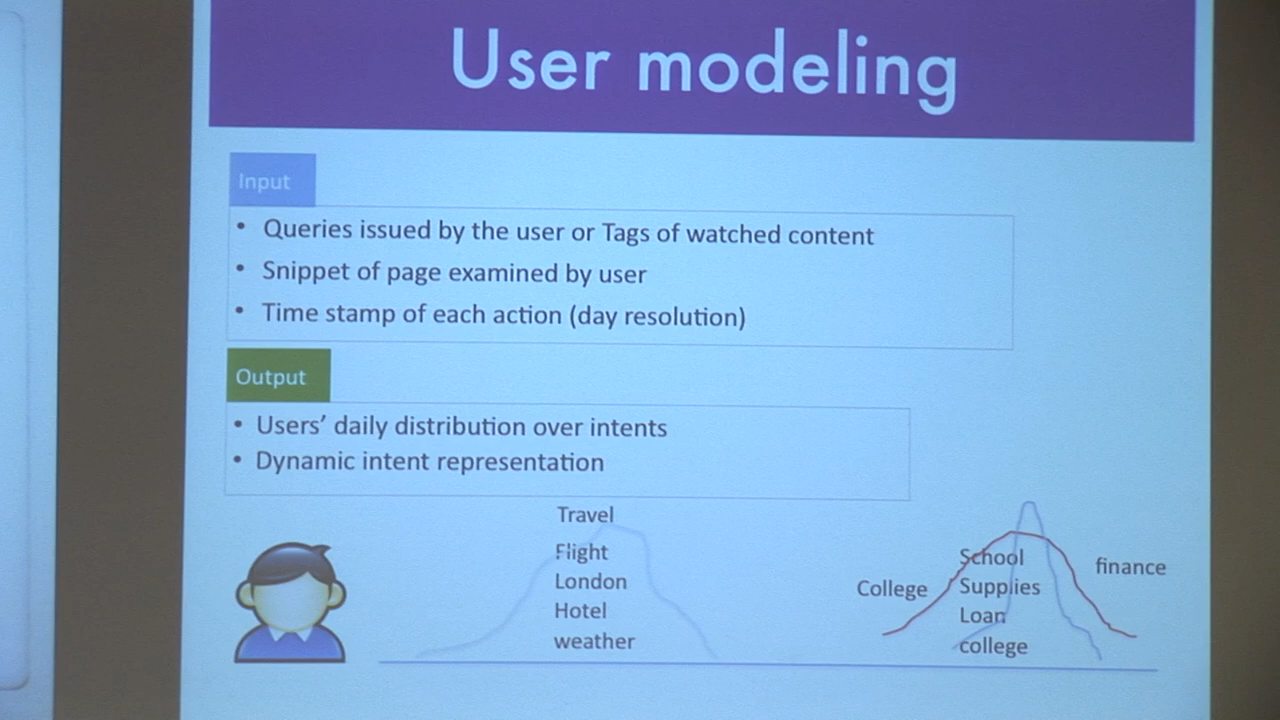 User modeling
Input
• Queries issued by the user or Tags of watched content
• Snippet of page examined by user
• Time stamp of each action (day resolution)
Output
• Users’ daily distribution over intents
• Dynamic intent representation
Travel
Flight
London
Hotel
weather
College
School
Supplies
Loan
college
finance